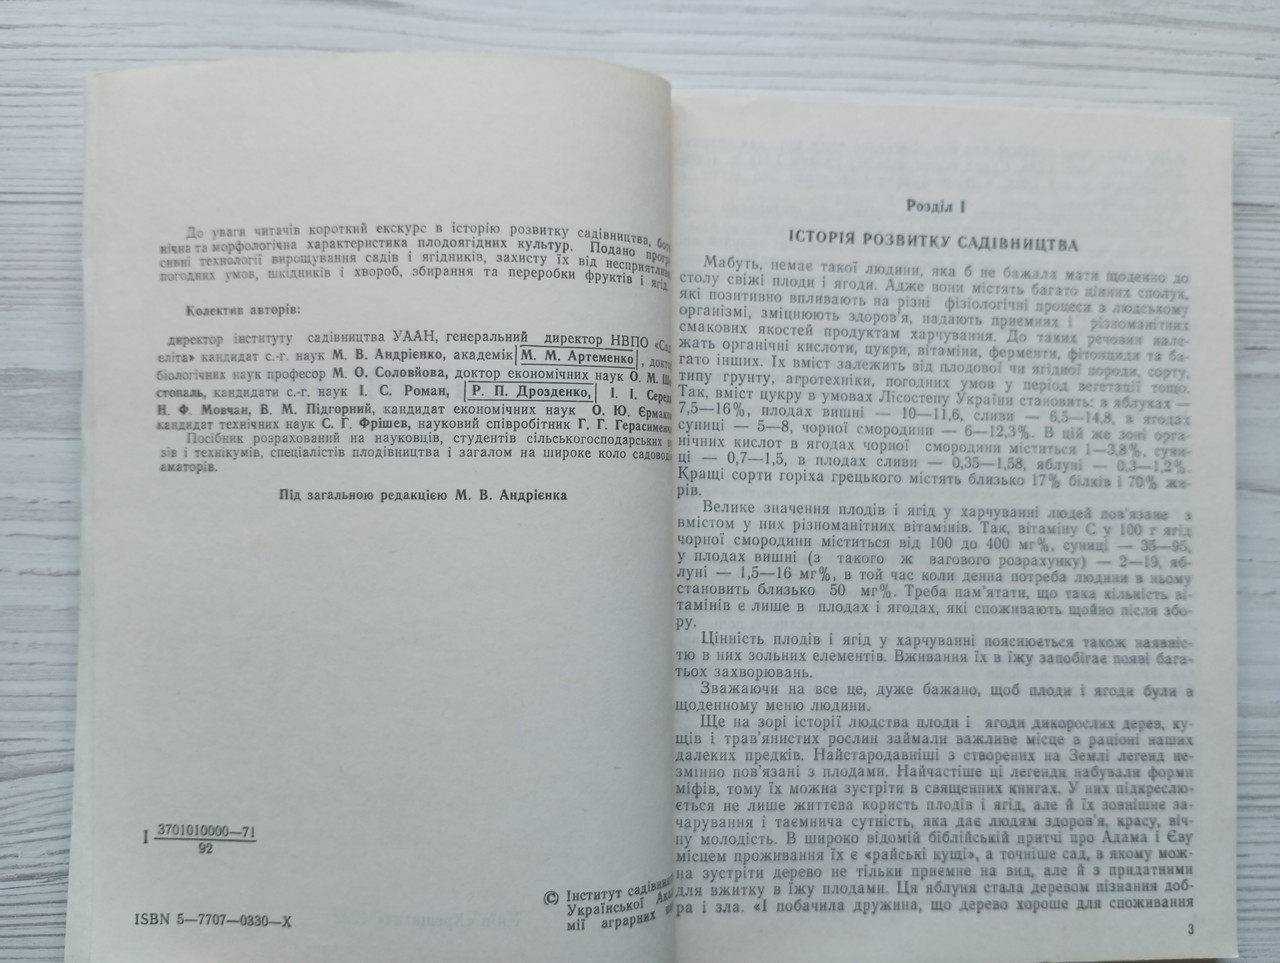 До уваги читачів короткий екскурс в історію розвитку садівництва, бота-
нічна та морфологічна характеристика плодоягідних культур. Подано прогре-
сивні технології вирощування садів і ягідників, захисту їх від несприятливих
погодних умов, шкідників і хвороб, збирання та переробки фруктів і ягід.
Колектив авторів:
директор інституту садівництва УААН, генеральний директор НВПО «Сад
еліта» кандидат с.-г. наук М. В. Андрієнко, академік М. М. Артеменко, доктор
біологічних наук професор М. О. Соловйова, доктор економічних наук О. М. Ше-
стопаль, кандидати с.-г. наук І. С. Роман, Р. П. Дрозденко, І. І.
Н. Ф. Мовчан, В. М. Підгорний, кандидат економічних наук О. Ю. Єрмаков
кандидат технічних наук С. Г. Фрішев, науковий співробітник Г. Г. Герасименко
Посібник розрахований на науковців, студентів сільськогосподарських
зів і технікумів, спеціалістів плодівництва і загалом на широке коло садоводів
аматорів.
Під загальною редакцією М. В. Андрієнка
І 3701010000—71
92
ISBN 5—7707—0330—X
© Інститут садівництва
Української Ака
мії аграрних
Розділ I
ІСТОРІЯ РОЗВИТКУ САДІВНИЦТВА
Мабуть, немає такої людини, яка б не бажала мати щоденно до
столу свіжі плоди і ягоди. Адже вони містять багато цінних сполук,
які позитивно впливають на різні фізіологічні процеси в людському
організмі, зміцнюють здоров'я, надають приємних і різноманітних
смакових якостей продуктам харчування. До таких речовин нале-
жать органічні кислоти, цукри, вітаміни, ферменти, фітонциди та ба-
гато інших. Їх вміст залежить від плодової чи ягідної породи, сорту,
типу грунту, агротехніки, погодних умов у період вегетації тощо.
Так, вміст цукру в умовах Лісостепу України становить: в яблуках —
7,5—16%, плодах вишні — 10—11,6, сливи — 6,5—14,8, в ягодах
суниці — 5—8, чорної смородини — 6—12,3%. В цій же зоні орга-
нічних кислот в ягодах чорної смородини міститься 1—3,8%, суни-
ці — 0,7—1,5, в плодах сливи — 0,35—1,58, яблуні — 0,3—1,2%.
Кращі сорти горіха грецького містять близько 17% білків і 70% жи-
рів.
Велике значення плодів і ягід у харчуванні людей пов'язане з
вмістом у них різноманітних вітамінів. Так, вітаміну С у 100 г ягід
чорної смородини міститься від 100 до 400 мг%, суниці — 35—95,
у плодах вишні (з такого ж вагового розрахунку) — 2—19, яб-
луні — 1,5—16 мг%, в той час коли денна потреба людини в ньому
становить близько 50 мг%. Треба пам'ятати, що така кількість ві-
тамінів є лише в плодах і ягодах, які споживають щойно після збо-
ру.
Цінність плодів і ягід у харчуванні пояснюється також наявніс-
тю в них зольних елементів. Вживання їх в їжу запобігає появі бага-
тьох захворювань.
Зважаючи на все це, дуже бажано, щоб плоди і ягоди були в
щоденному меню людини.
Ще на зорі історії людства плоди і ягоди дикорослих дерев, ку-
щів і трав'янистих рослин займали важливе місце в раціоні наших
далеких предків. Найстародавніші з створених на Землі легенд не-
змінно пов'язані з плодами. Найчастіше ці легенди набували форми
міфів, тому їх можна зустріти в священних книгах. У них підкреслю-
ється не лише життєва користь плодів і ягід, але й їх зовнішнє за-
чарування і таємнича сутність, яка дає людям здоров'я, красу, віч-
ну молодість. В широко відомій біблійській притчі про Адама і Єву
місцем проживання їх є «райські кущі», а точніше сад, в якому мож-
на зустріти дерево не тільки приємне на вид, але й з придатними
для вжитку в їжу плодами. Ця яблуня стала деревом пізнання доб-
ра і зла. «І побачила дружина, що дерево хороше для споживання
3